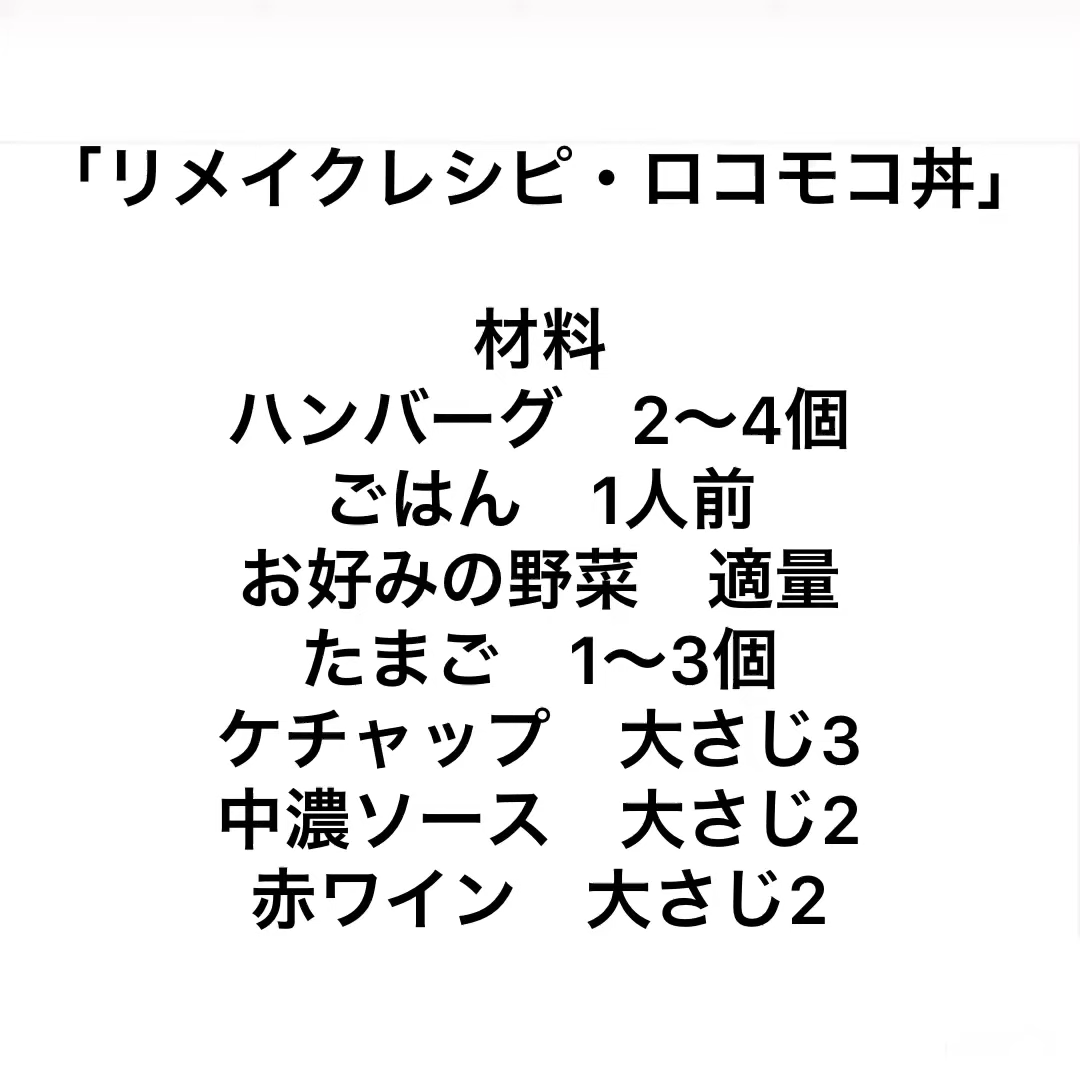 「リメイクレシピ・ロコモコ丼」
材料
ハンバーグ　2〜4個
ごはん　1人前
お好みの野菜　適量
たまご　1〜3個
ケチャップ　大さじ3
中濃ソース　大さじ2
赤ワイン　大さじ2